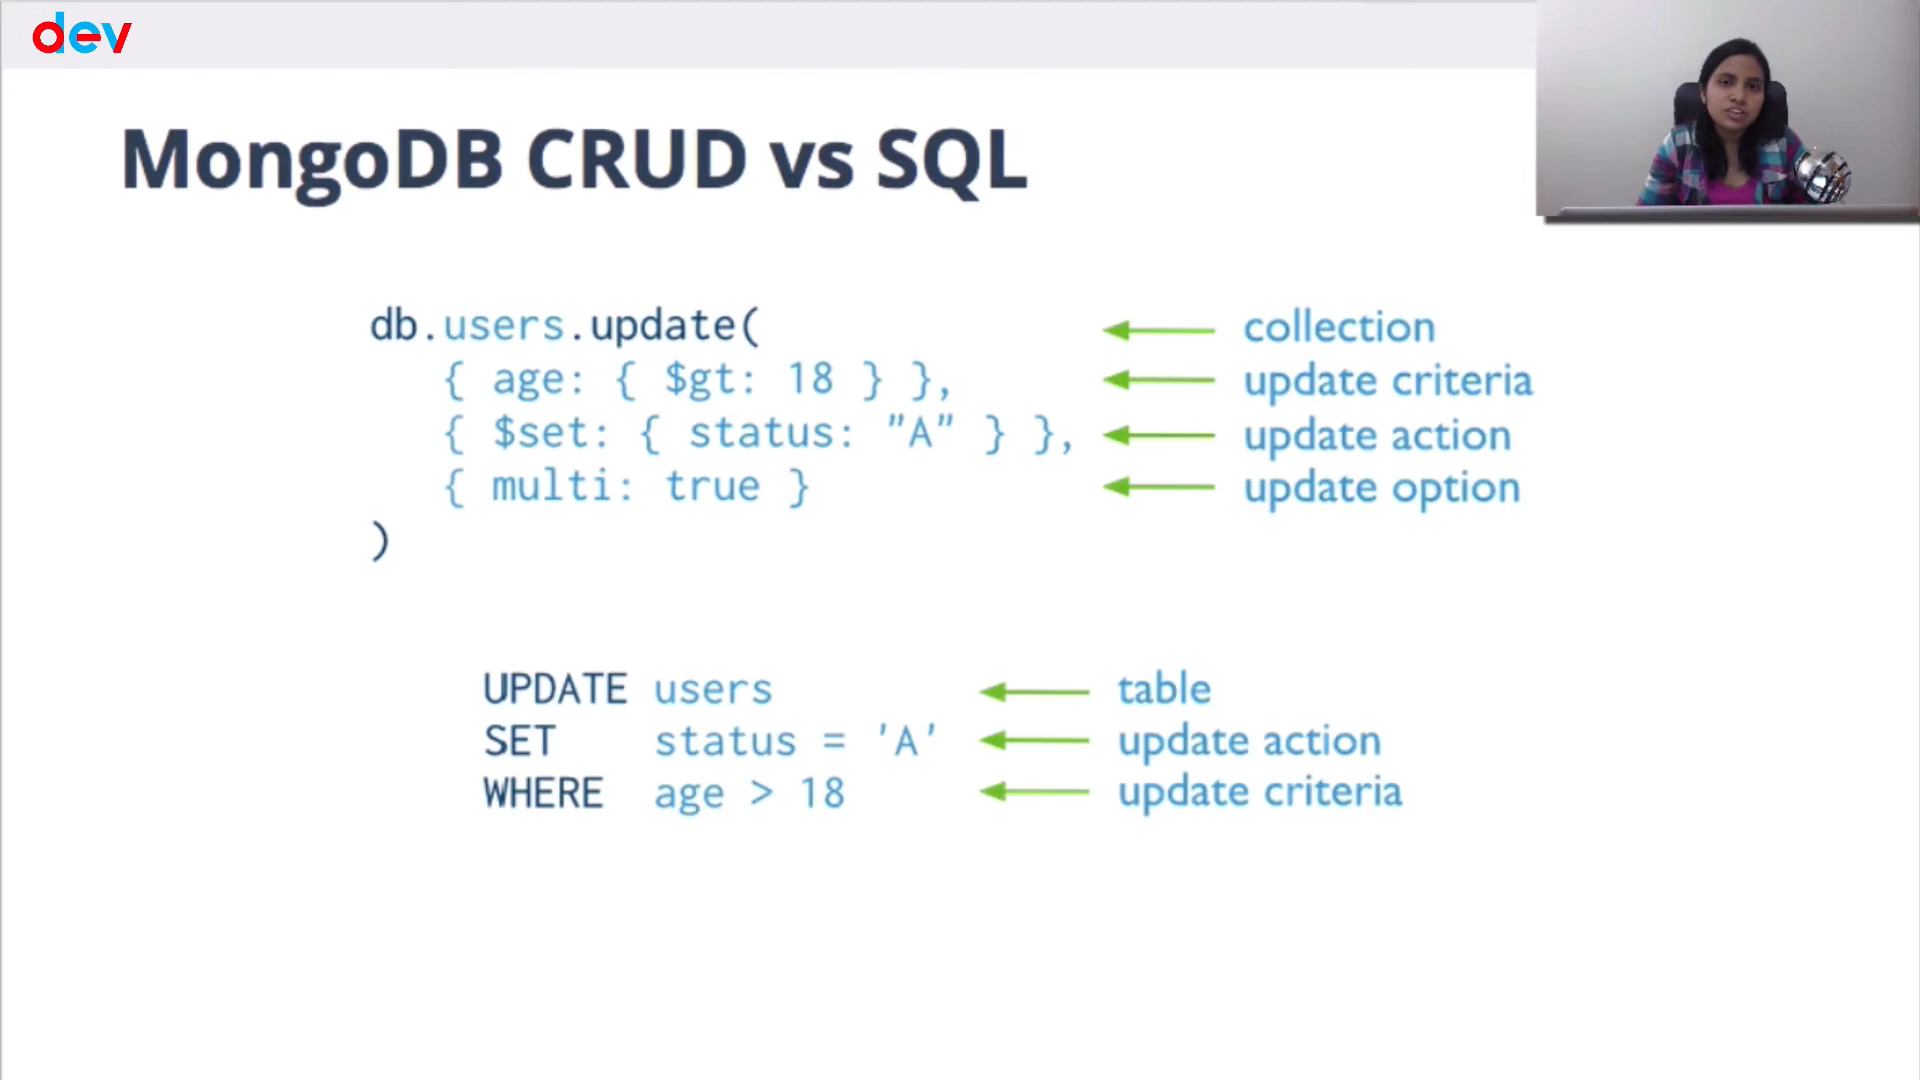 dev
MongoDB CRUD vs SQL
db.users.update( collection
{ age: { $gt: 18 } }, update criteria
{ $set: { status: "A" } }, update action
{ multi: true } update option
)
UPDATE users table
SET status = 'A' update action
WHERE age > 18 update criteria